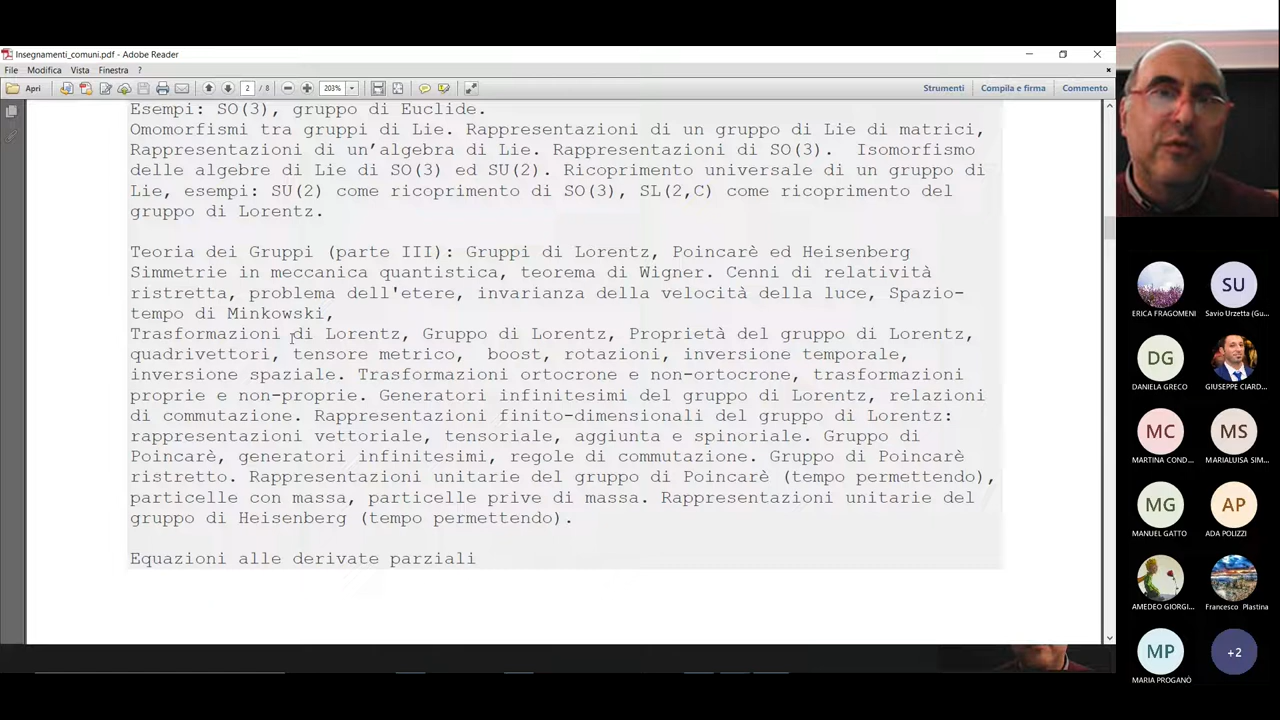 Insegnamenti_comuni.pdf - Adobe Reader
File Modifica Vista Finestra ?
Apri 2 / 8 203% Strumenti Compila e firma Commento
Esempi: SO(3), gruppo di Euclide.
Omomorfismi tra gruppi di Lie. Rappresentazioni di un gruppo di Lie di matrici,
Rappresentazioni di un'algebra di Lie. Rappresentazioni di SO(3). Isomorfismo
delle algebre di Lie di SO(3) ed SU(2). Ricoprimento universale di un gruppo di
Lie, esempi: SU(2) come ricoprimento di SO(3), SL(2,C) come ricoprimento del
gruppo di Lorentz.
Teoria dei Gruppi (parte III): Gruppi di Lorentz, Poincarè ed Heisenberg
Simmetrie in meccanica quantistica, teorema di Wigner. Cenni di relatività
ristretta, problema dell'etere, invarianza della velocità della luce, Spazio-
tempo di Minkowski,
Trasformazioni di Lorentz, Gruppo di Lorentz, Proprietà del gruppo di Lorentz,
quadrivettori, tensore metrico, boost, rotazioni, inversione temporale,
inversione spaziale. Trasformazioni ortocrone e non-ortocrone, trasformazioni
proprie e non-proprie. Generatori infinitesimi del gruppo di Lorentz, relazioni
di commutazione. Rappresentazioni finito-dimensionali del gruppo di Lorentz:
rappresentazioni vettoriale, tensoriale, aggiunta e spinoriale. Gruppo di
Poincarè, generatori infinitesimi, regole di commutazione. Gruppo di Poincarè
ristretto. Rappresentazioni unitarie del gruppo di Poincarè (tempo permettendo),
particelle con massa, particelle prive di massa. Rappresentazioni unitarie del
gruppo di Heisenberg (tempo permettendo).
Equazioni alle derivate parziali
SU
ERICA FRAGOMENI Savio Urzetta (Gu...
DG
DANIELA GRECO GIUSEPPE CIARD...
MC MS
MARTINA COND... MARIALUISA SIM...
MG AP
MANUEL GATTO ADA POLIZZI
AMEDEO GIORGI... Francesco Plastina
MP +2
MARIA PROGANÒ